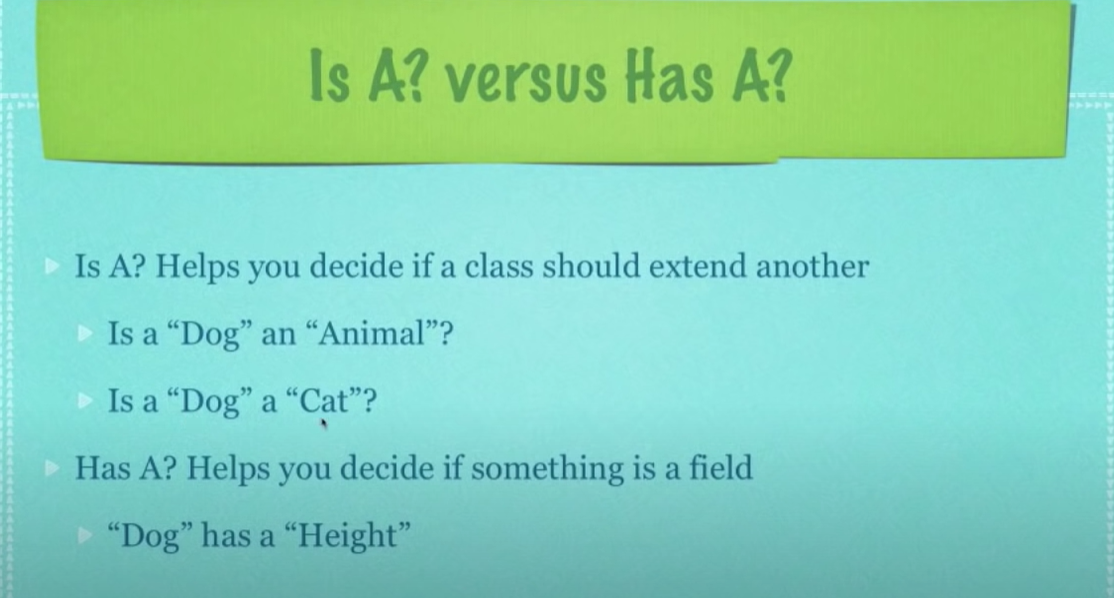 Is A? versus Has A?
Is A? Helps you decide if a class should extend another
Is a “Dog” an “Animal”?
Is a “Dog” a “Cat”?
Has A? Helps you decide if something is a field
“Dog” has a “Height”